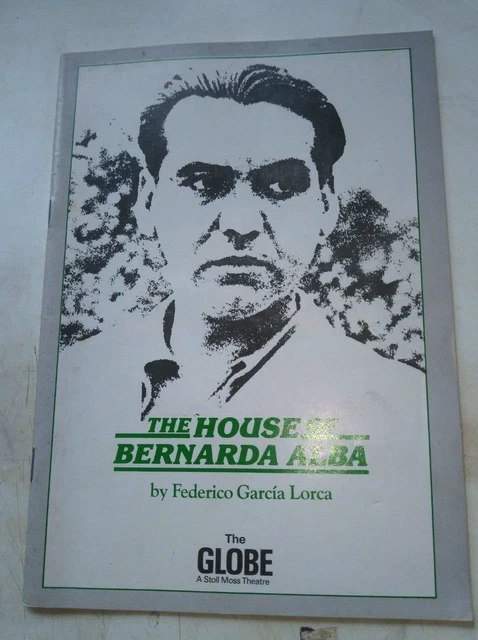 THE HOUSE OF
BERNARDA ALBA
by Federico García Lorca
The
GLOBE
A Stoll Moss Theatre